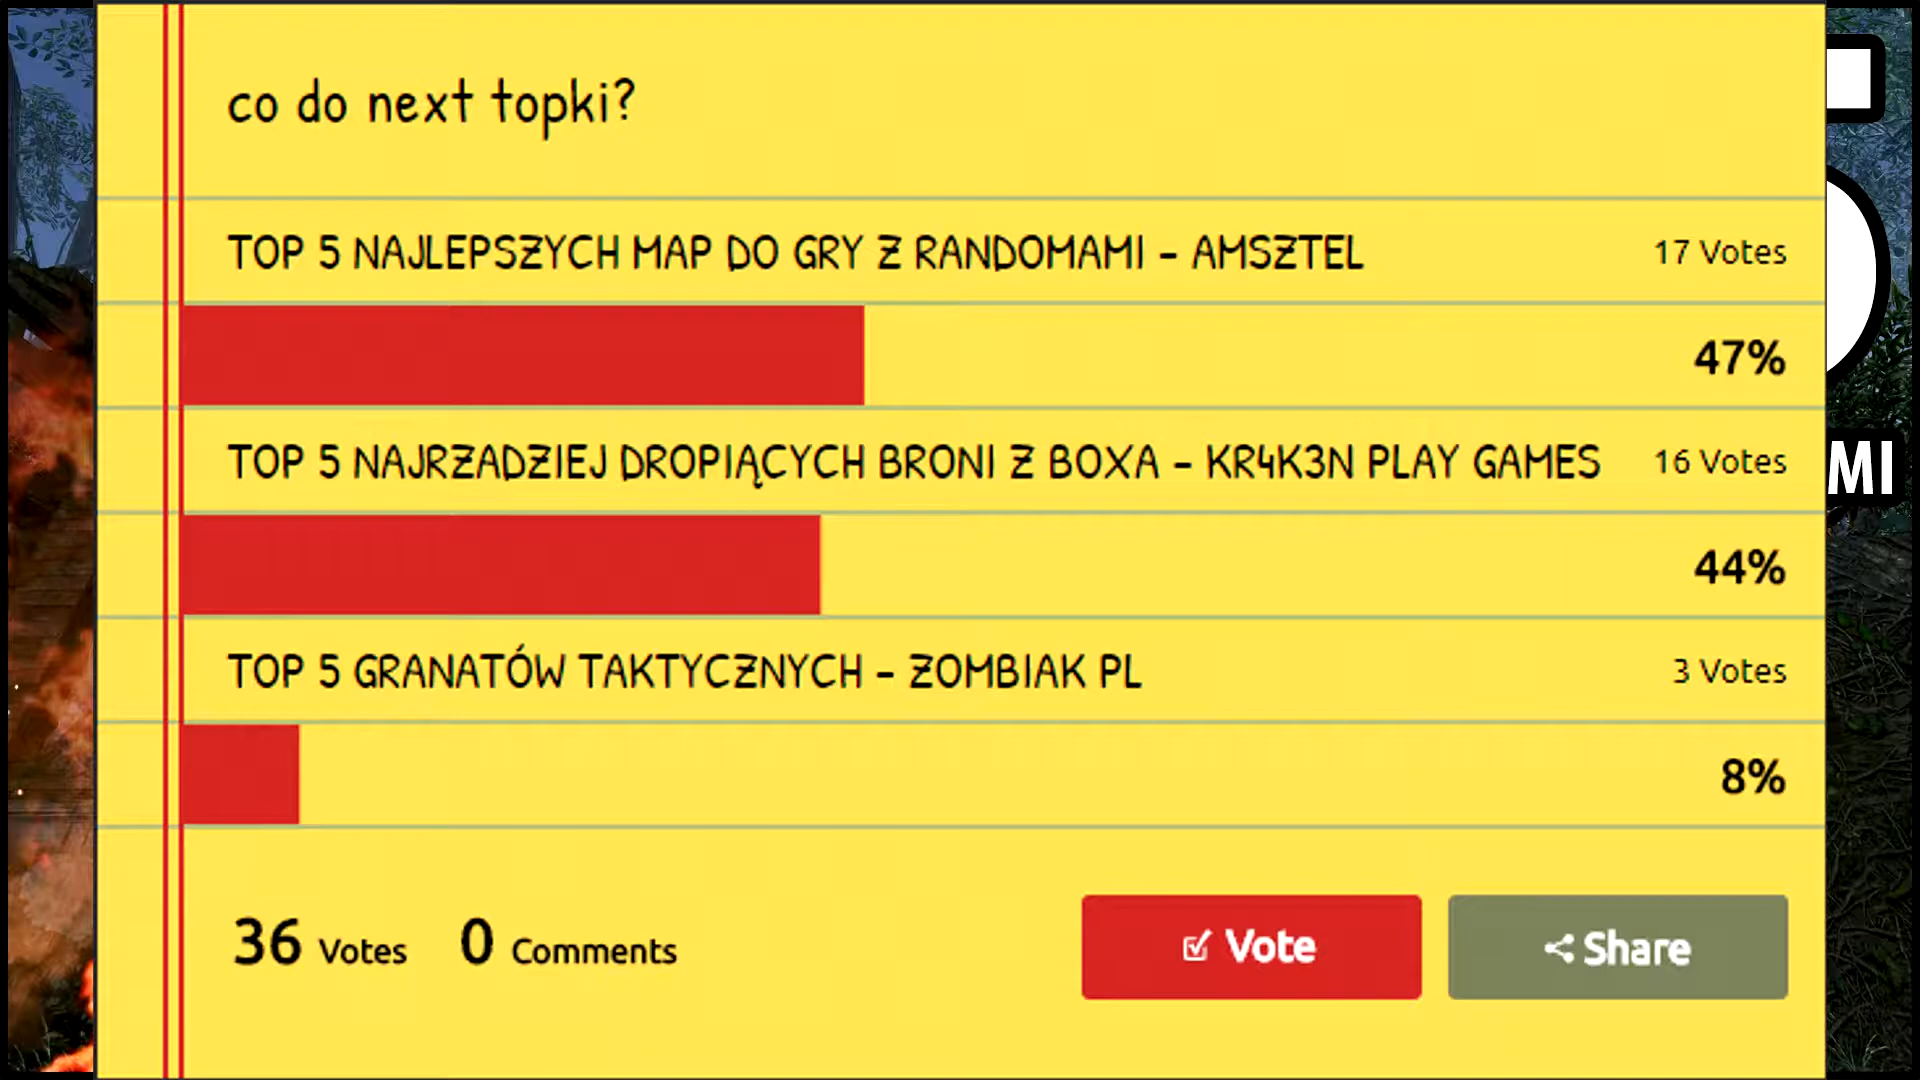 co do next topki?
TOP 5 NAJLEPSZYCH MAP DO GRY Z RANDOMAMI - AMSZTEL
17 Votes
47%
TOP 5 NAJRZADZIEJ DROPIĄCYCH BRONI Z BOXA - KR4K3N PLAY GAMES
16 Votes
44%
TOP 5 GRANATÓW TAKTYCZNYCH - ZOMBIAK PL
3 Votes
8%
36 Votes 0 Comments
Vote
Share